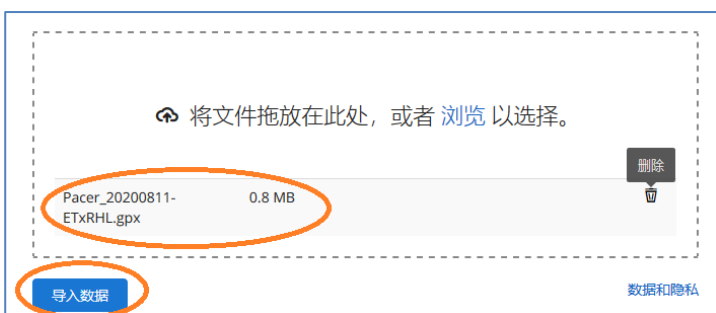 将文件拖放在此处，或者 浏览 以选择。
删除
Pacer_20200811- 0.8 MB
ETxRHL.gpx
导入数据 数据和隐私